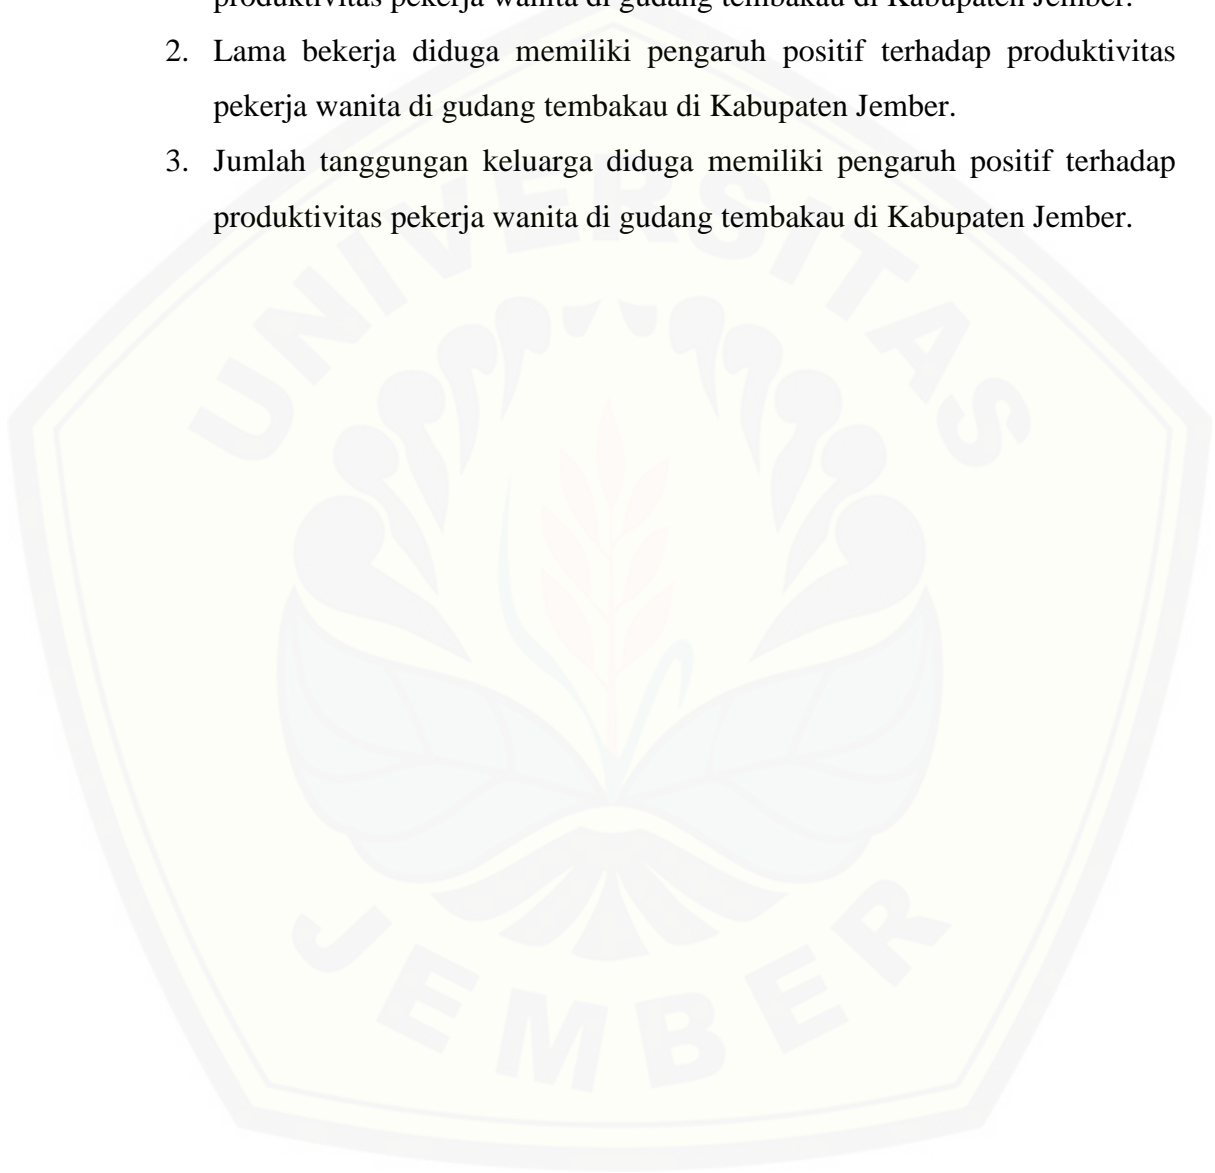 produktivitas pekerja wanita di gudang tembakau di Kabupaten Jember.
2. Lama bekerja diduga memiliki pengaruh positif terhadap produktivitas
pekerja wanita di gudang tembakau di Kabupaten Jember.
3. Jumlah tanggungan keluarga diduga memiliki pengaruh positif terhadap
produktivitas pekerja wanita di gudang tembakau di Kabupaten Jember.
UNIVERSITAS
JEMBER